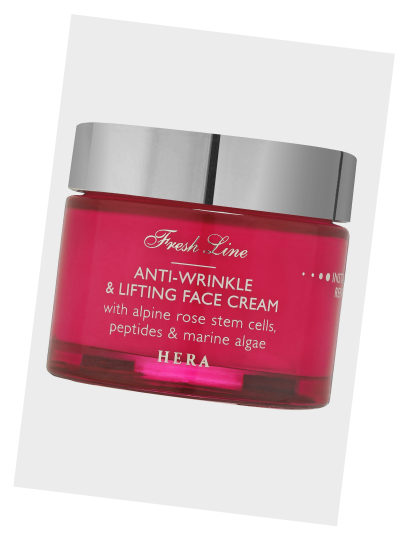 Fresh Line
ANTI-WRINKLE
& LIFTING FACE CREAM
with alpine rose stem cells,
peptides & marine algae
HERA